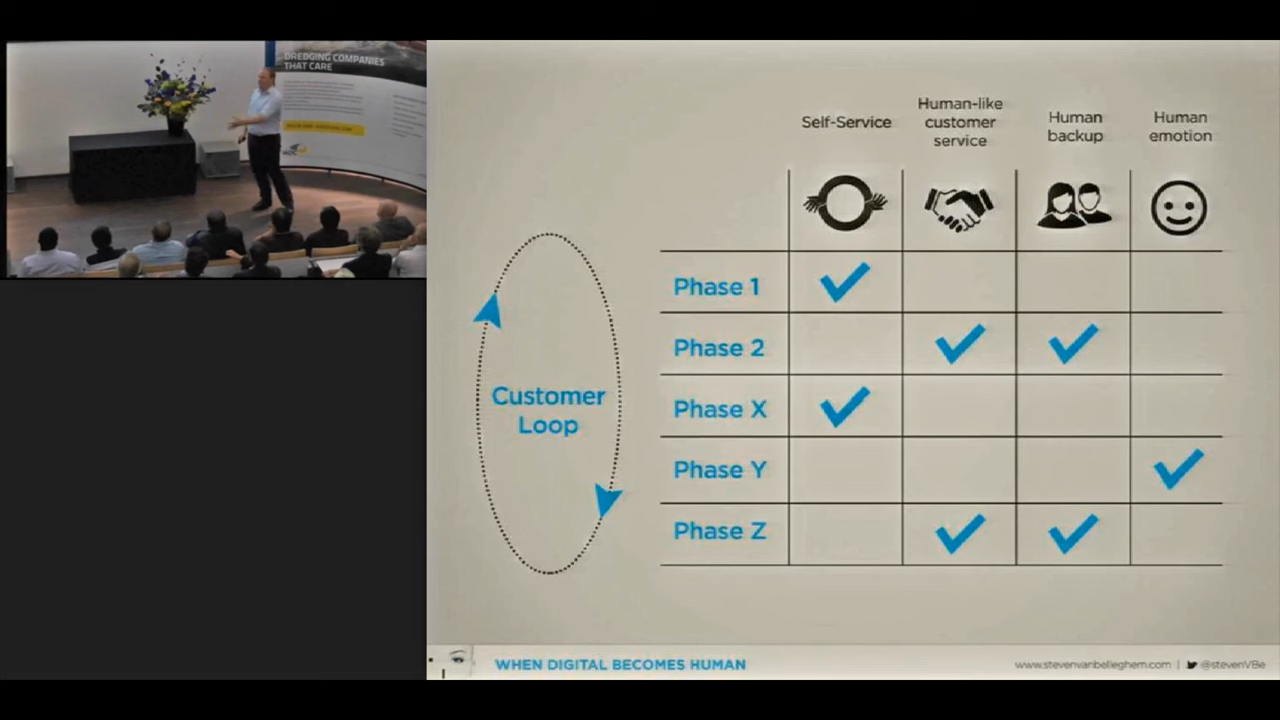 DREDGING COMPANIES
THAT CARE
Self-Service
Human-like
customer
service
Human
backup
Human
emotion
Phase 1
Phase 2
Phase X
Phase Y
Phase Z
Customer
Loop
WHEN DIGITAL BECOMES HUMAN
www.stevenvanbelleghem.com | @stevenVBe